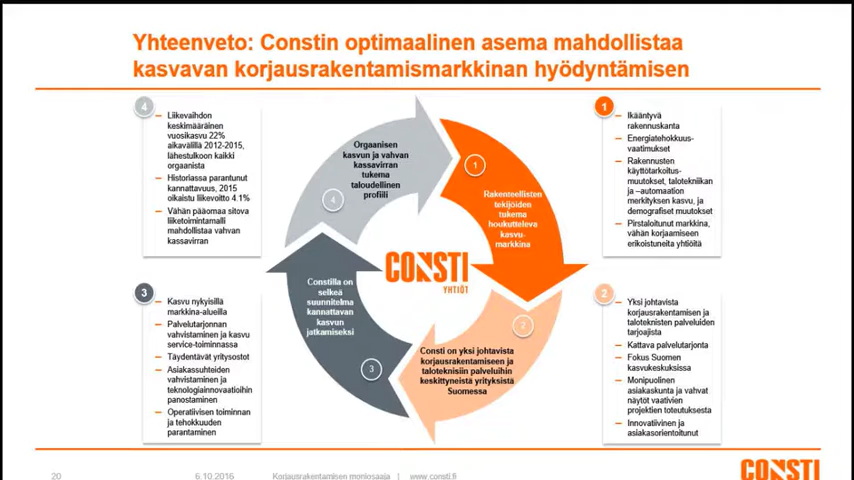 Yhteenveto: Constin optimaalinen asema mahdollistaa
kasvavan korjausrakentamismarkkinan hyödyntämisen
4
– Liikevaihdon
keskimääräinen
vuosikasvu 22%
aikavälillä 2012-2015,
lähestulkoon kaikki
orgaanista
– Historiassa parantunut
kannattavuus, 2015
oikaistu liikevoitto 4.1%
– Vähän pääomaa sitova
liiketoimintamalli
mahdollistaa vahvan
kassavirran
Orgaanisen
kasvun ja vahvan
kassavirran
tukema
taloudellinen
profiili
4
1
Rakenteellisten
tekijöiden
tukema
houkutteleva
kasvu-
markkina
1
– Ikääntyvä
rakennuskanta
– Energiatehokkuus-
vaatimukset
– Rakennusten
käyttötarkoitus-
muutokset, talotekniikan
ja –automaation
merkityksen kasvu, ja
demografiset muutokset
– Pirstaloitunut markkina,
vähän korjaamiseen
erikoistuneita yhtiöitä
CONSTI
YHTIÖT
3
– Kasvu nykyisillä
markkina-alueilla
– Palvelutarjonnan
vahvistaminen ja kasvu
service-toiminnassa
– Täydentävät yritysostot
– Asiakassuhteiden
vahvistaminen ja
teknologiainnovaatioihin
panostaminen
– Operatiivisen toiminnan
ja tehokkuuden
parantaminen
Constilla on
selkeä
suunnitelma
kannattavan
kasvun
jatkamiseksi
3
2
Consti on yksi johtavista
korjausrakentamiseen ja
taloteknisiin palveluihin
keskittyneistä yrityksistä
Suomessa
2
– Yksi johtavista
korjausrakentamisen ja
taloteknisten palveluiden
tarjoajista
– Kattava palvelutarjonta
– Fokus Suomen
kasvukeskuksissa
– Monipuolinen
asiakaskunta ja vahvat
näytöt vaativien
projektien toteutuksesta
– Innovatiivinen ja
asiakasorientoitunut
20 6.10.2016 Korjausrakentamisen moniosaaja | www.consti.fi
CONSTI